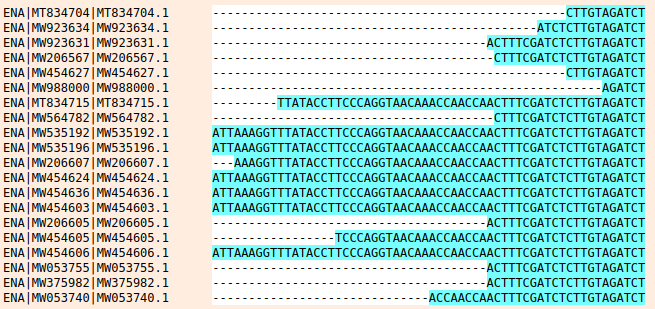 ENA|MT834704|MT834704.1 -------------------------------------------------CTTGTAGATCT
ENA|MW923634|MW923634.1 ---------------------------------------------ATCTCTTGTAGATCT
ENA|MW923631|MW923631.1 --------------------------------------ACTTTCGATCTCTTGTAGATCT
ENA|MW206567|MW206567.1 ---------------------------------------CTTTCGATCTCTTGTAGATCT
ENA|MW454627|MW454627.1 -------------------------------------------------CTTGTAGATCT
ENA|MW988000|MW988000.1 ------------------------------------------------------AGATCT
ENA|MT834715|MT834715.1 ---------TTATACCTTCCCAGGTAACAAACCAACCAACTTTCGATCTCTTGTAGATCT
ENA|MW564782|MW564782.1 ---------------------------------------CTTTCGATCTCTTGTAGATCT
ENA|MW535192|MW535192.1 ATTAAAGGTTTATACCTTCCCAGGTAACAAACCAACCAACTTTCGATCTCTTGTAGATCT
ENA|MW535196|MW535196.1 ATTAAAGGTTTATACCTTCCCAGGTAACAAACCAACCAACTTTCGATCTCTTGTAGATCT
ENA|MW206607|MW206607.1 ---AAAGGTTTATACCTTCCCAGGTAACAAACCAACCAACTTTCGATCTCTTGTAGATCT
ENA|MW454624|MW454624.1 ATTAAAGGTTTATACCTTCCCAGGTAACAAACCAACCAACTTTCGATCTCTTGTAGATCT
ENA|MW454636|MW454636.1 ATTAAAGGTTTATACCTTCCCAGGTAACAAACCAACCAACTTTCGATCTCTTGTAGATCT
ENA|MW454603|MW454603.1 ATTAAAGGTTTATACCTTCCCAGGTAACAAACCAACCAACTTTCGATCTCTTGTAGATCT
ENA|MW206605|MW206605.1 --------------------------------------ACTTTCGATCTCTTGTAGATCT
ENA|MW454605|MW454605.1 -----------------TCCCAGGTAACAAACCAACCAACTTTCGATCTCTTGTAGATCT
ENA|MW454606|MW454606.1 ATTAAAGGTTTATACCTTCCCAGGTAACAAACCAACCAACTTTCGATCTCTTGTAGATCT
ENA|MW053755|MW053755.1 --------------------------------------ACTTTCGATCTCTTGTAGATCT
ENA|MW375982|MW375982.1 --------------------------------------ACTTTCGATCTCTTGTAGATCT
ENA|MW053740|MW053740.1 ------------------------------ACCAACCAACTTTCGATCTCTTGTAGATCT